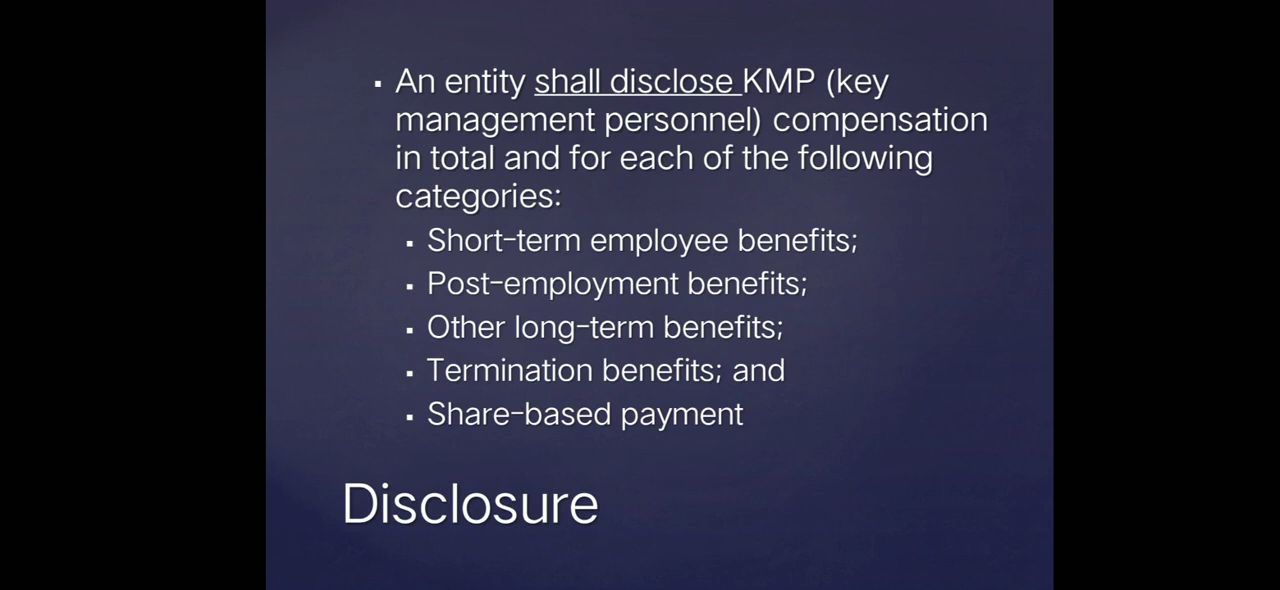 ▪ An entity shall disclose KMP (key
management personnel) compensation
in total and for each of the following
categories:
▪ Short-term employee benefits;
▪ Post-employment benefits;
▪ Other long-term benefits;
▪ Termination benefits; and
▪ Share-based payment
Disclosure